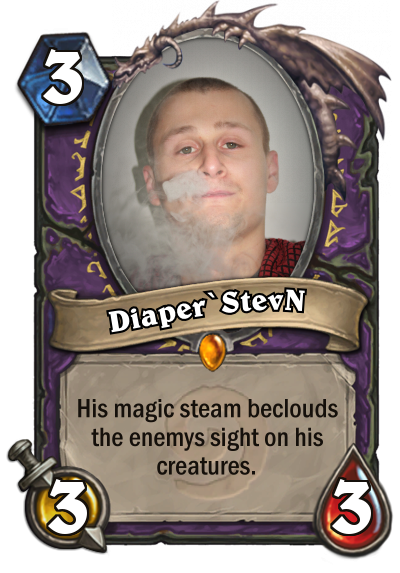 3
Diaper`StevN
His magic steam beclouds
the enemys sight on his
creatures.
3
3